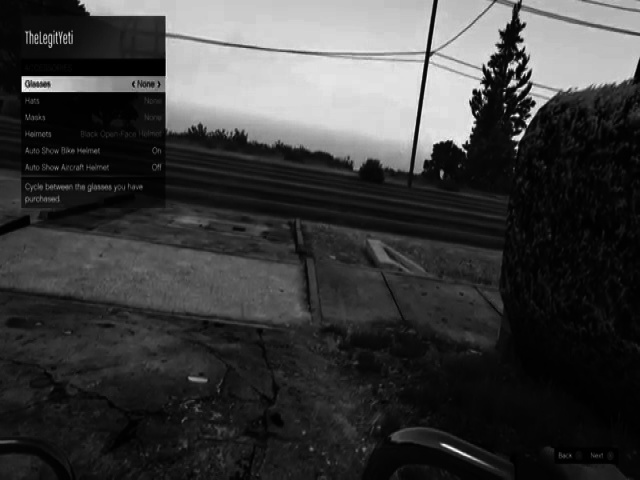 TheLegitYeti
ACCESSORIES
Glasses None
Hats None
Masks None
Helmets Black Open Face Helmet
Auto Show Bike Helmet On
Auto Show Aircraft Helmet Off
Cycle between the glasses you have
purchased.
Back Next